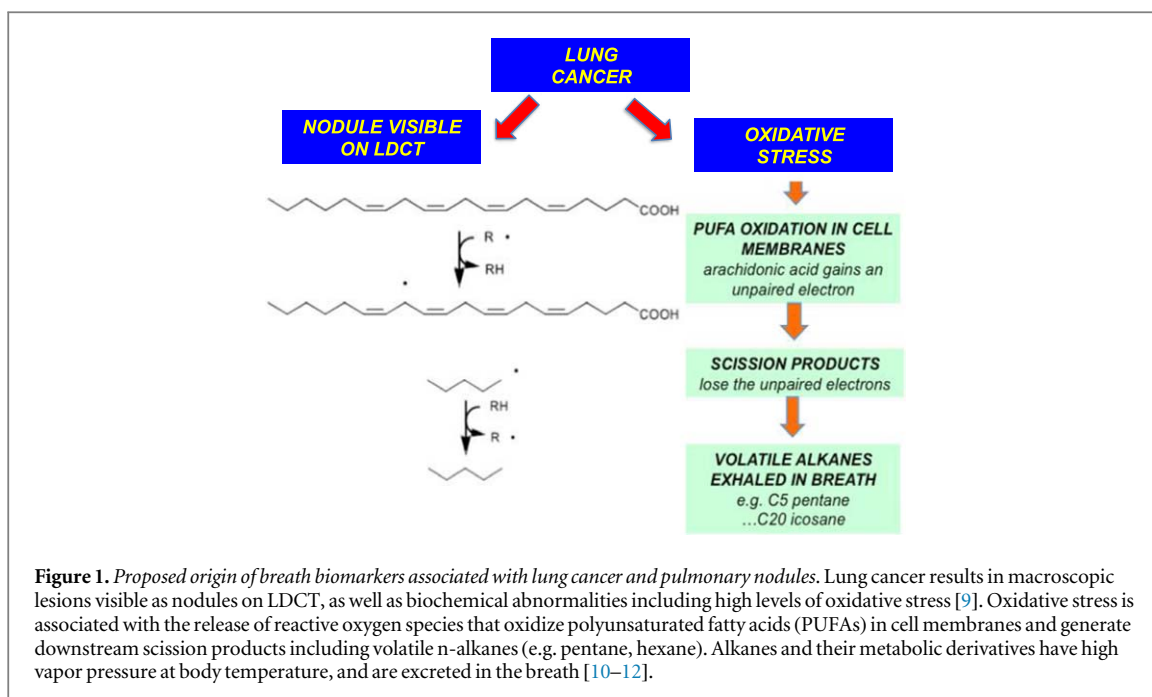 LUNG
CANCER
NODULE VISIBLE
ON LDCT
OXIDATIVE
STRESS
COOH
R •
RH
•
COOH
•
RH
R •
PUFA OXIDATION IN CELL
MEMBRANES
arachidonic acid gains an
unpaired electron
SCISSION PRODUCTS
lose the unpaired electrons
VOLATILE ALKANES
EXHALED IN BREATH
e.g. C5 pentane
...C20 icosane
Figure 1. Proposed origin of breath biomarkers associated with lung cancer and pulmonary nodules. Lung cancer results in macroscopic
lesions visible as nodules on LDCT, as well as biochemical abnormalities including high levels of oxidative stress [9]. Oxidative stress is
associated with the release of reactive oxygen species that oxidize polyunsaturated fatty acids (PUFAs) in cell membranes and generate
downstream scission products including volatile n-alkanes (e.g. pentane, hexane). Alkanes and their metabolic derivatives have high
vapor pressure at body temperature, and are excreted in the breath [10–12].